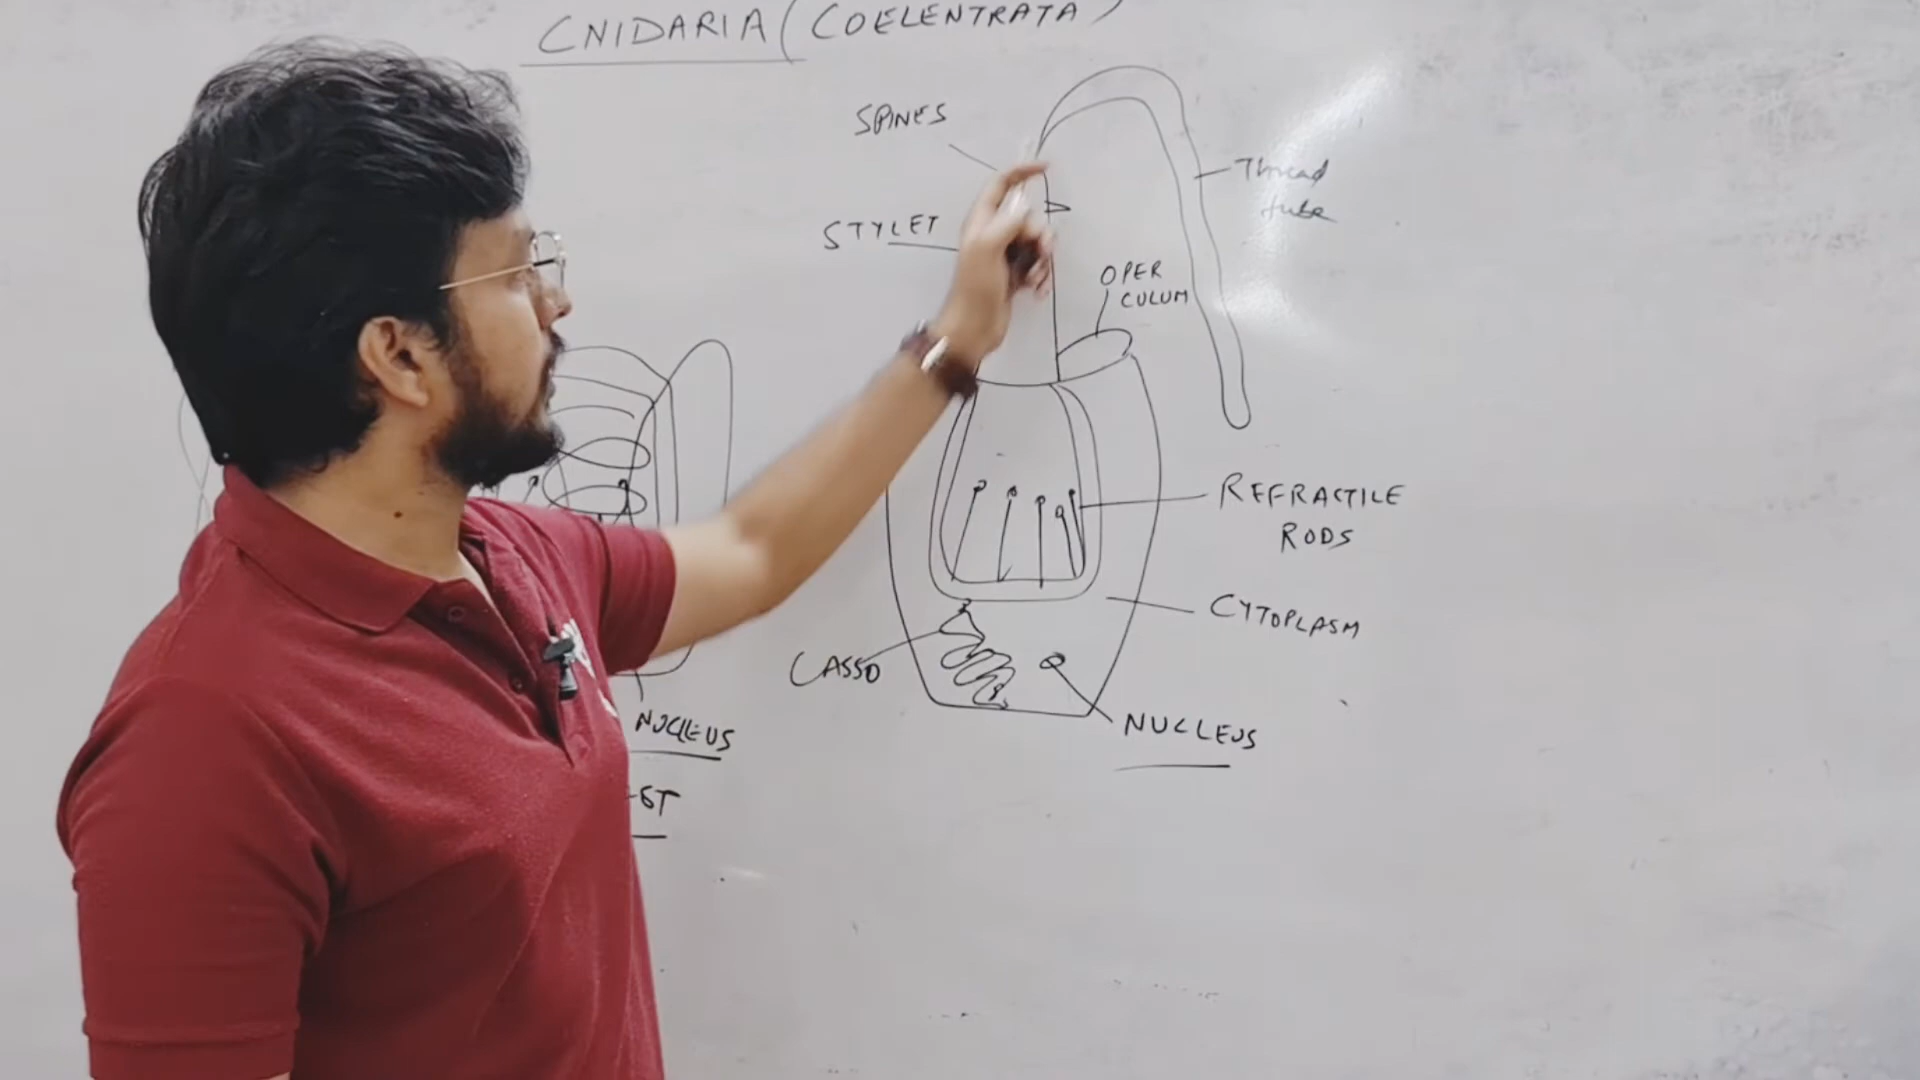 CNIDARIA (COELENTRATA)
SPINES
STYLET
Thread
tube
OPER
CULUM
REFRACTILE
RODS
CYTOPLASM
LASSO
NUCLEUS
NUCLEUS